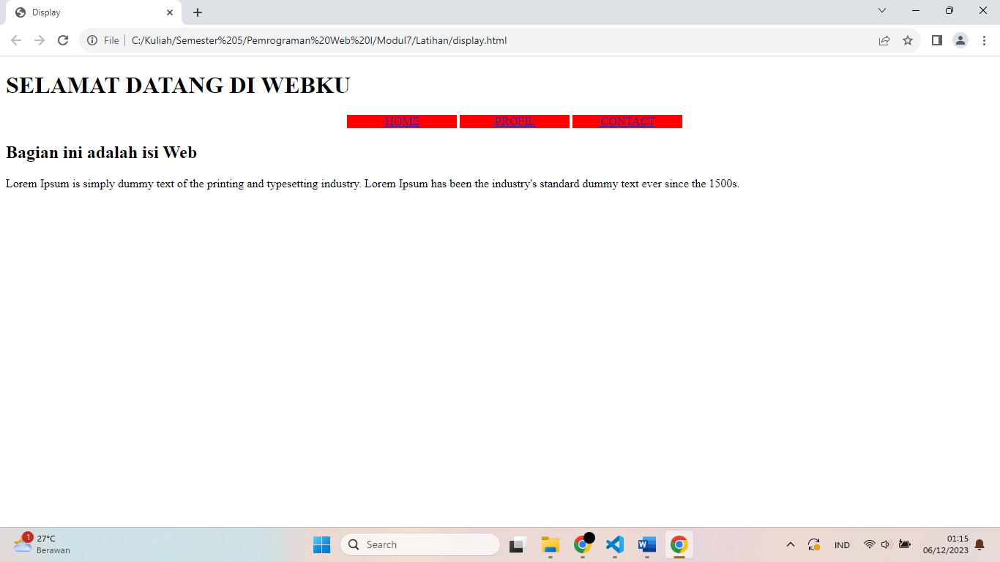 Display
File
C:/Kuliah/Semester%205/Pemrograman%20Web%20I/Modul7/Latihan/display.html
SELAMAT DATANG DI WEBKU
HOME PROFIL CONTACT
Bagian ini adalah isi Web
Lorem Ipsum is simply dummy text of the printing and typesetting industry. Lorem Ipsum has been the industry's standard dummy text ever since the 1500s.
1
27°C
Berawan
Search
IND
01:15
06/12/2023